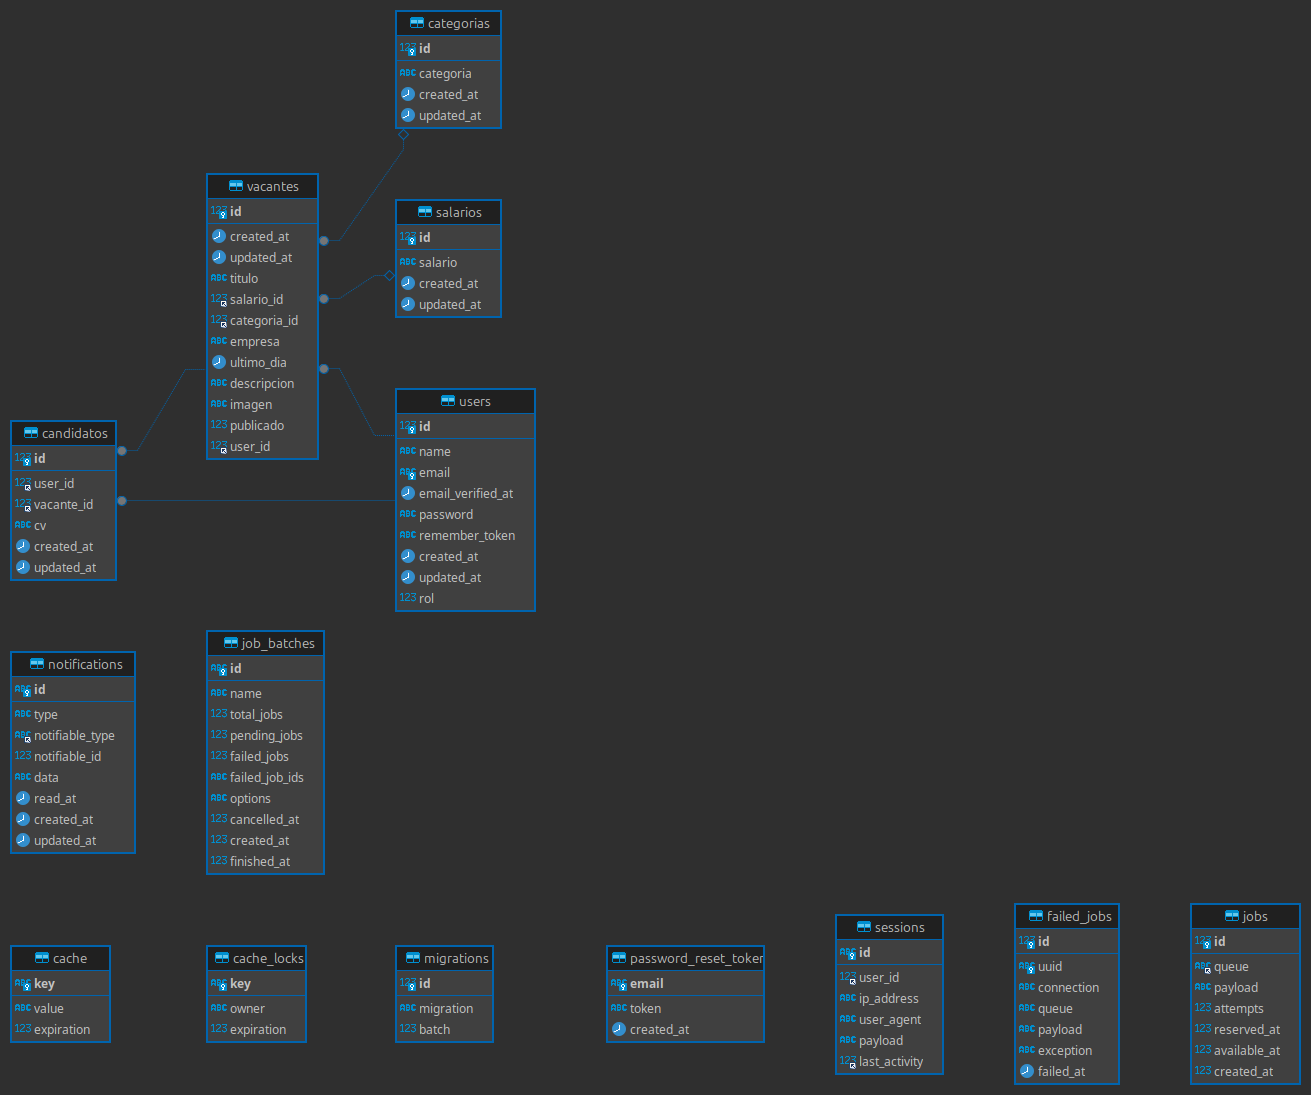 categorias
id
categoria
created_at
updated_at
vacantes
id
created_at
updated_at
titulo
salario_id
categoria_id
empresa
ultimo_dia
descripcion
imagen
publicado
user_id
salarios
id
salario
created_at
updated_at
users
id
name
email
email_verified_at
password
remember_token
created_at
updated_at
rol
candidatos
id
user_id
vacante_id
cv
created_at
updated_at
notifications
id
type
notifiable_type
notifiable_id
data
read_at
created_at
updated_at
job_batches
id
name
total_jobs
pending_jobs
failed_jobs
failed_job_ids
options
cancelled_at
created_at
finished_at
cache
key
value
expiration
cache_locks
key
owner
expiration
migrations
id
migration
batch
password_reset_token
email
token
created_at
sessions
id
user_id
ip_address
user_agent
payload
last_activity
failed_jobs
id
uuid
connection
queue
payload
exception
failed_at
jobs
id
queue
payload
attempts
reserved_at
available_at
created_at